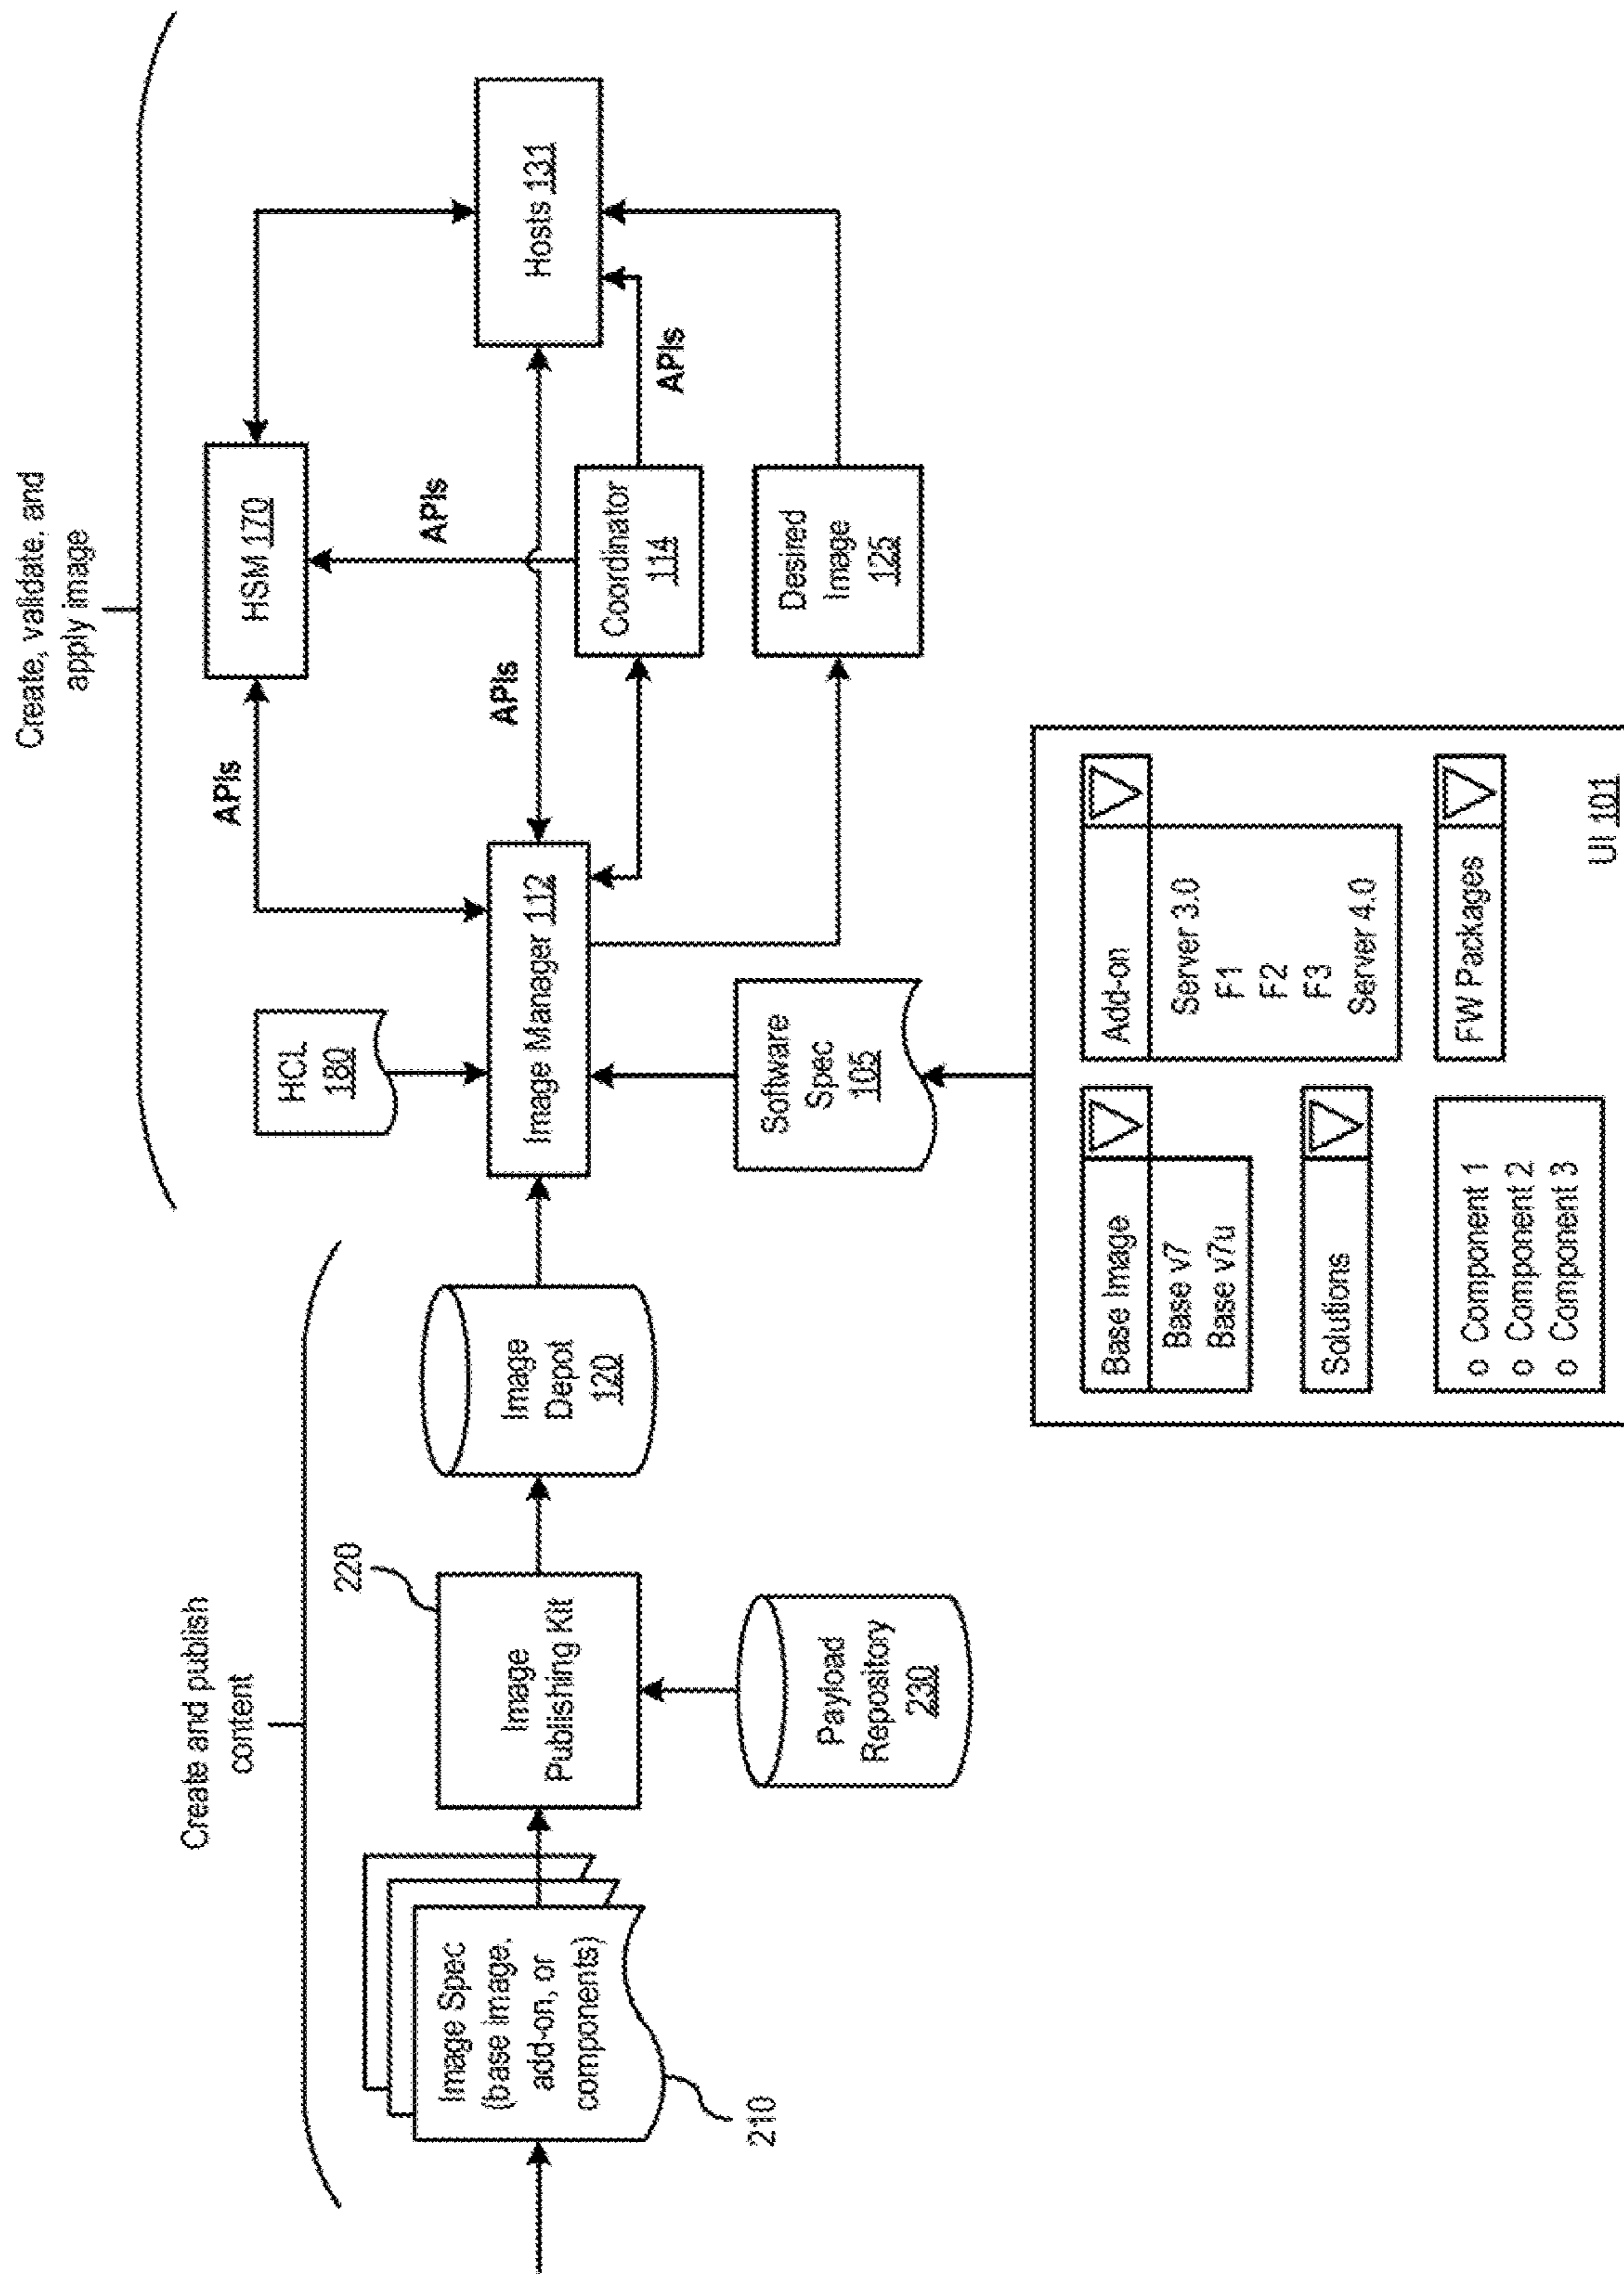 Create and publish
content
Create, validate, and
apply image
Image Spec
(base image,
add-on, or
components)
210
220
Image
Publishing Kit
Payload
Repository
230
Image
Depot
120
HCL
180
Image Manager 112
Software
Spec
105
APIs
HSM 170
APIs
APIs
Coordinator
114
APIs
Desired
Image
125
Hosts 131
Base Image
Base v7
Base v7u
Add-on
Server 3.0
F1
F2
F3
Server 4.0
Solutions
FW Packages
o Component 1
o Component 2
o Component 3
UI 101